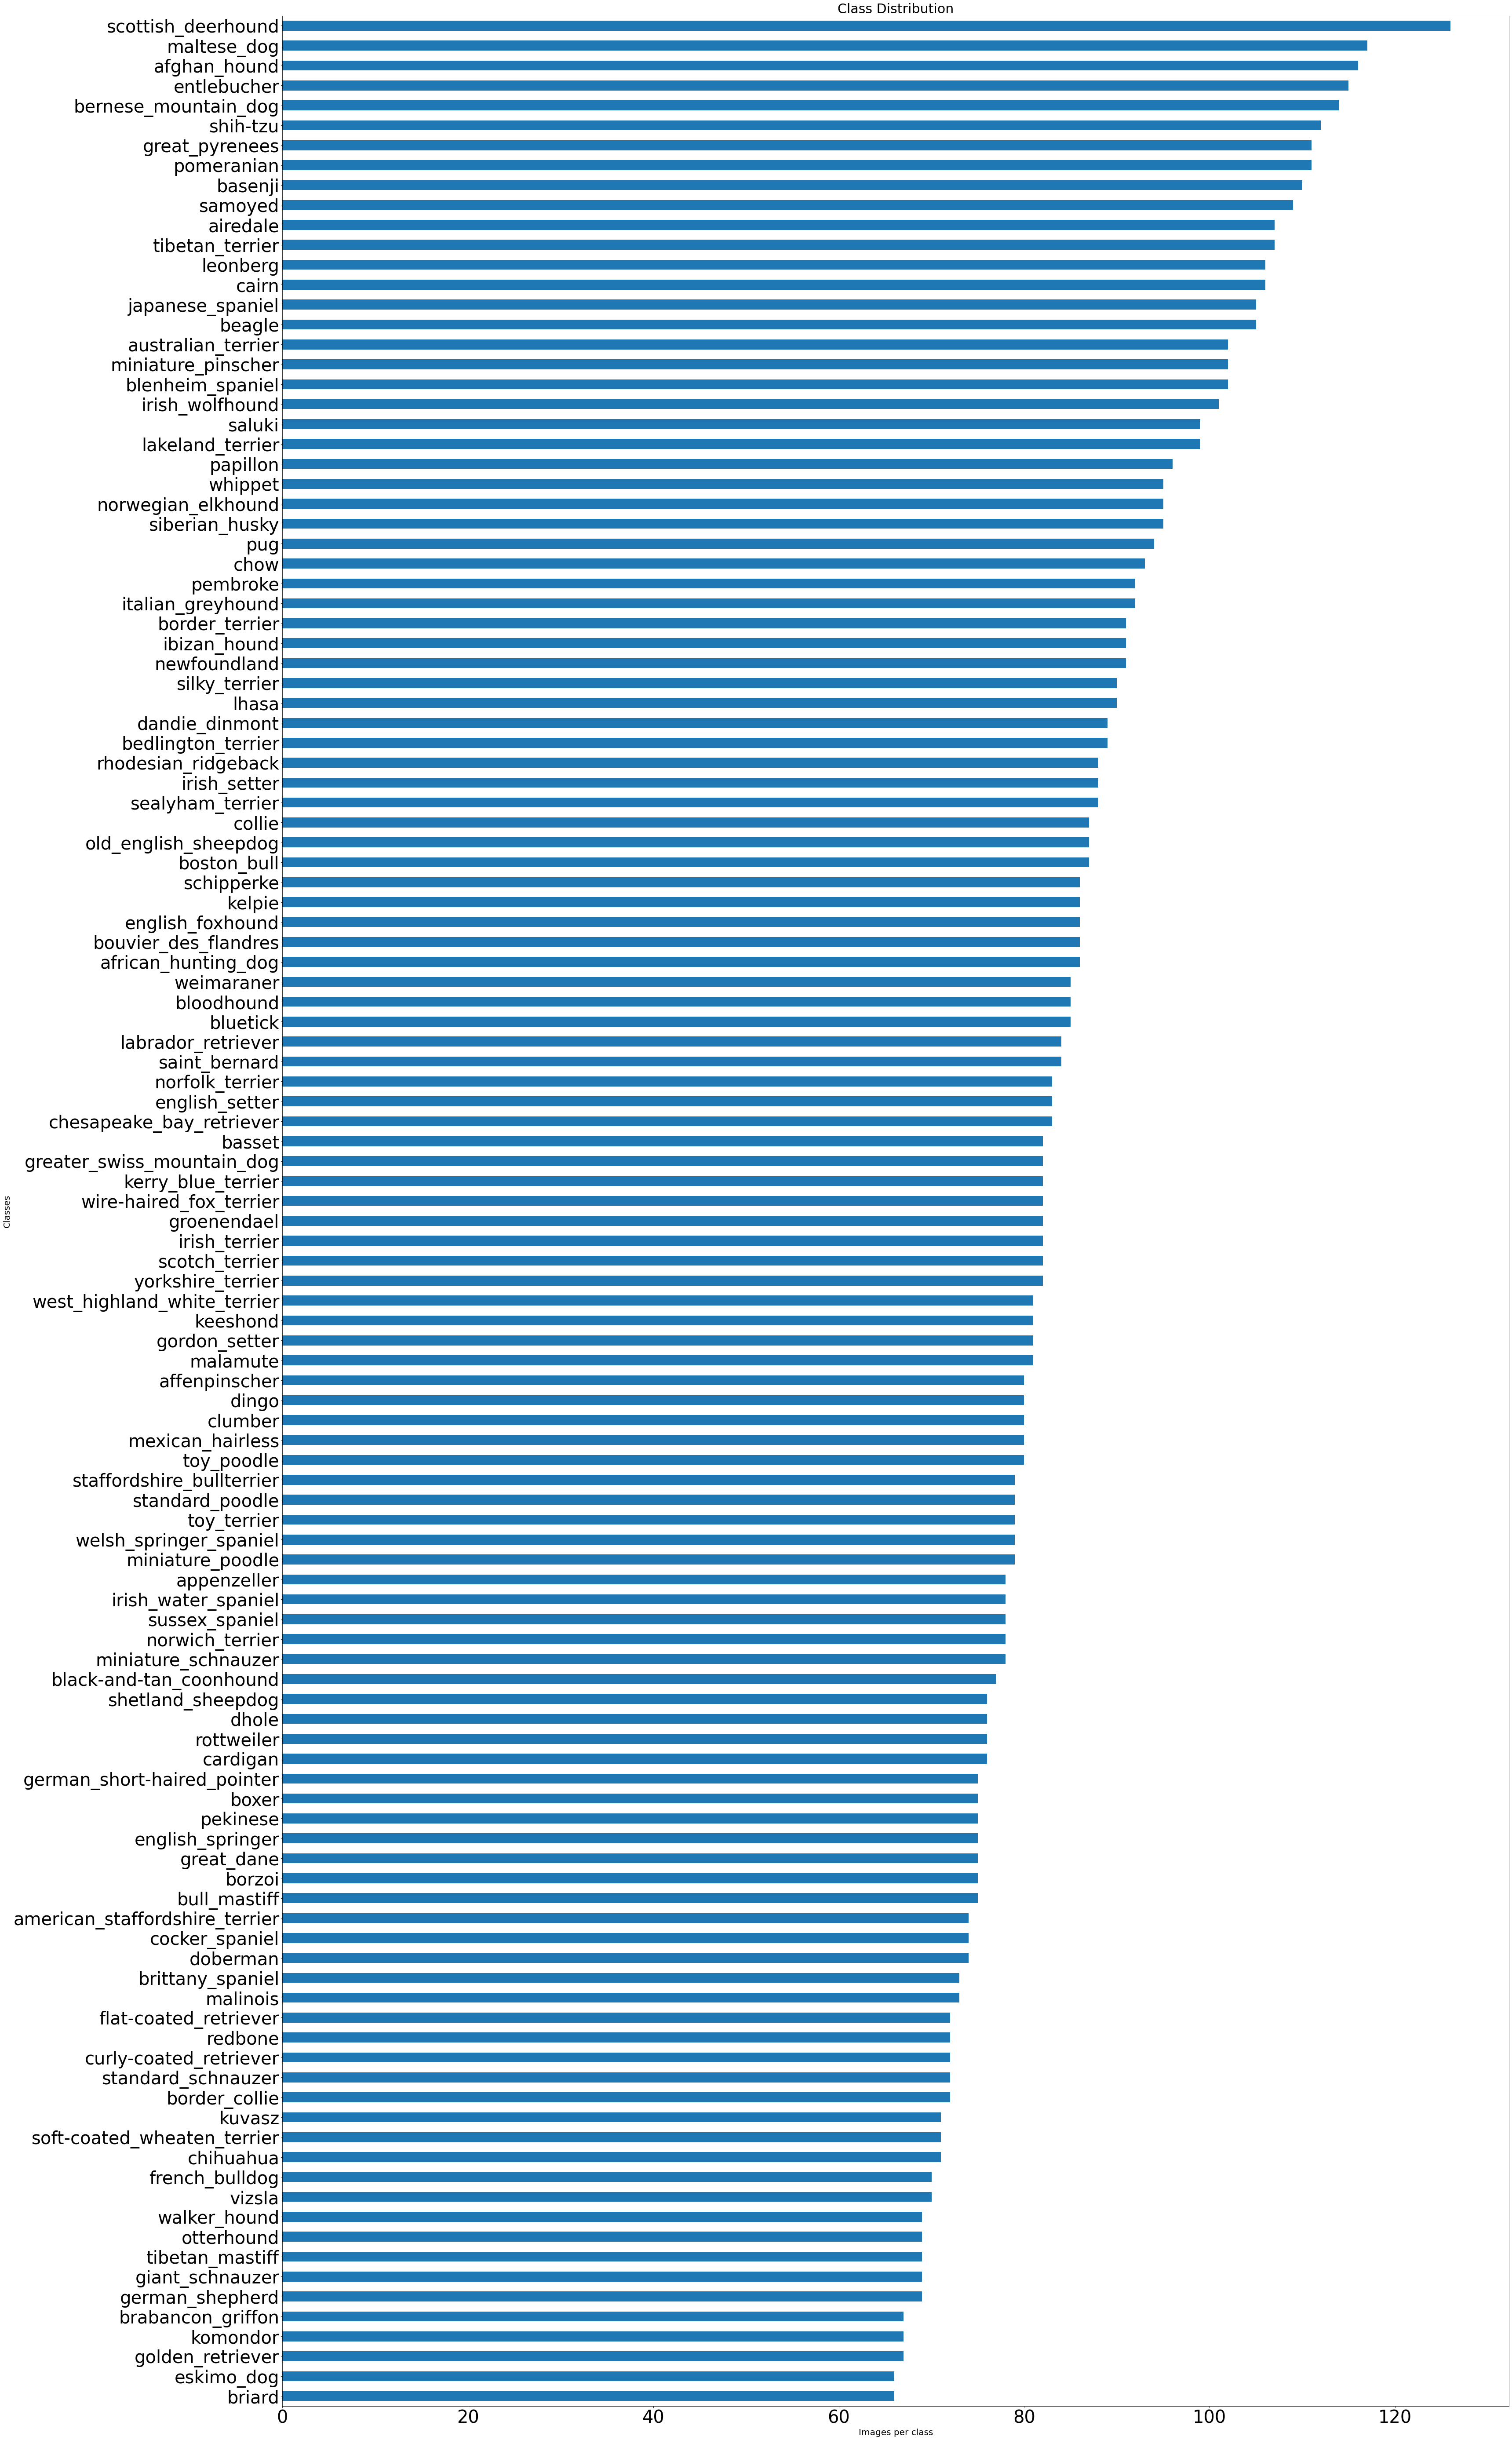 Class Distribution
scottish_deerhound
maltese_dog
afghan_hound
entlebucher
bernese_mountain_dog
shih-tzu
great_pyrenees
pomeranian
basenji
samoyed
airedale
tibetan_terrier
leonberg
cairn
japanese_spaniel
beagle
australian_terrier
miniature_pinscher
blenheim_spaniel
irish_wolfhound
saluki
lakeland_terrier
papillon
whippet
norwegian_elkhound
siberian_husky
pug
chow
pembroke
italian_greyhound
border_terrier
ibizan_hound
newfoundland
silky_terrier
lhasa
dandie_dinmont
bedlington_terrier
rhodesian_ridgeback
irish_setter
sealyham_terrier
collie
old_english_sheepdog
boston_bull
schipperke
kelpie
english_foxhound
bouvier_des_flandres
african_hunting_dog
weimaraner
bloodhound
bluetick
labrador_retriever
saint_bernard
norfolk_terrier
english_setter
chesapeake_bay_retriever
basset
greater_swiss_mountain_dog
kerry_blue_terrier
wire-haired_fox_terrier
groenendael
irish_terrier
scotch_terrier
yorkshire_terrier
west_highland_white_terrier
keeshond
gordon_setter
malamute
affenpinscher
dingo
clumber
mexican_hairless
toy_poodle
staffordshire_bullterrier
standard_poodle
toy_terrier
welsh_springer_spaniel
miniature_poodle
appenzeller
irish_water_spaniel
sussex_spaniel
norwich_terrier
miniature_schnauzer
black-and-tan_coonhound
shetland_sheepdog
dhole
rottweiler
cardigan
german_short-haired_pointer
boxer
pekinese
english_springer
great_dane
borzoi
bull_mastiff
american_staffordshire_terrier
cocker_spaniel
doberman
brittany_spaniel
malinois
flat-coated_retriever
redbone
curly-coated_retriever
standard_schnauzer
border_collie
kuvasz
soft-coated_wheaten_terrier
chihuahua
french_bulldog
vizsla
walker_hound
otterhound
tibetan_mastiff
giant_schnauzer
german_shepherd
brabancon_griffon
komondor
golden_retriever
eskimo_dog
briard
Classes
0 20 40 60 80 100 120
Images per class